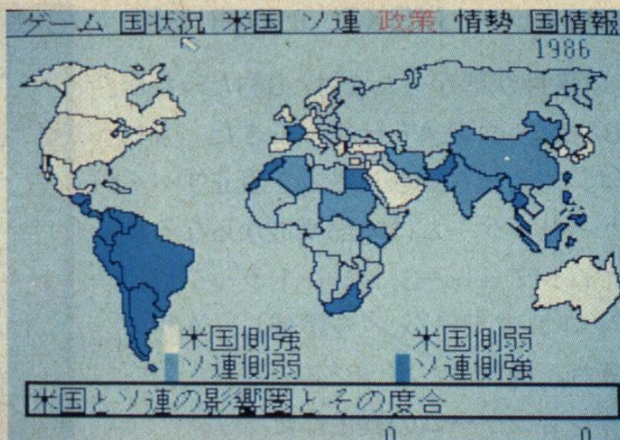 ゲーム 国状況 米国 ソ連 政策 情勢 国情報
1986
米国側強 米国側弱
ソ連側弱 ソ連側強
米国とソ連の影響圏とその度合
0 0